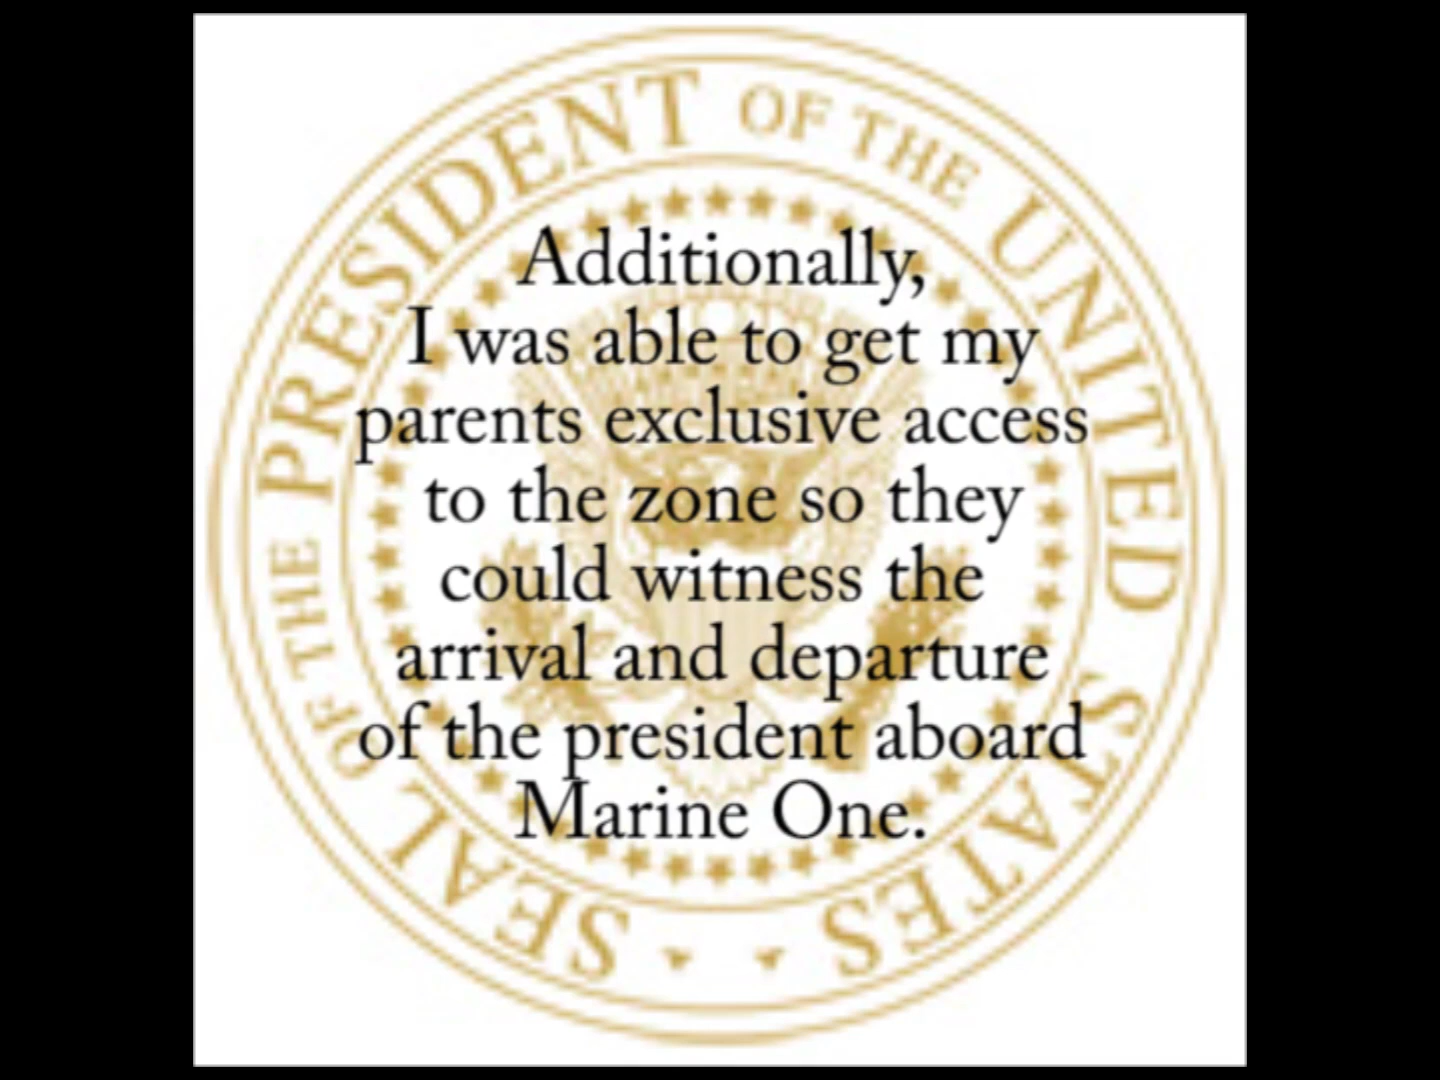 SEAL OF THE PRESIDENT OF THE UNITED STATES
Additionally,
I was able to get my
parents exclusive access
to the zone so they
could witness the
arrival and departure
of the president aboard
Marine One.